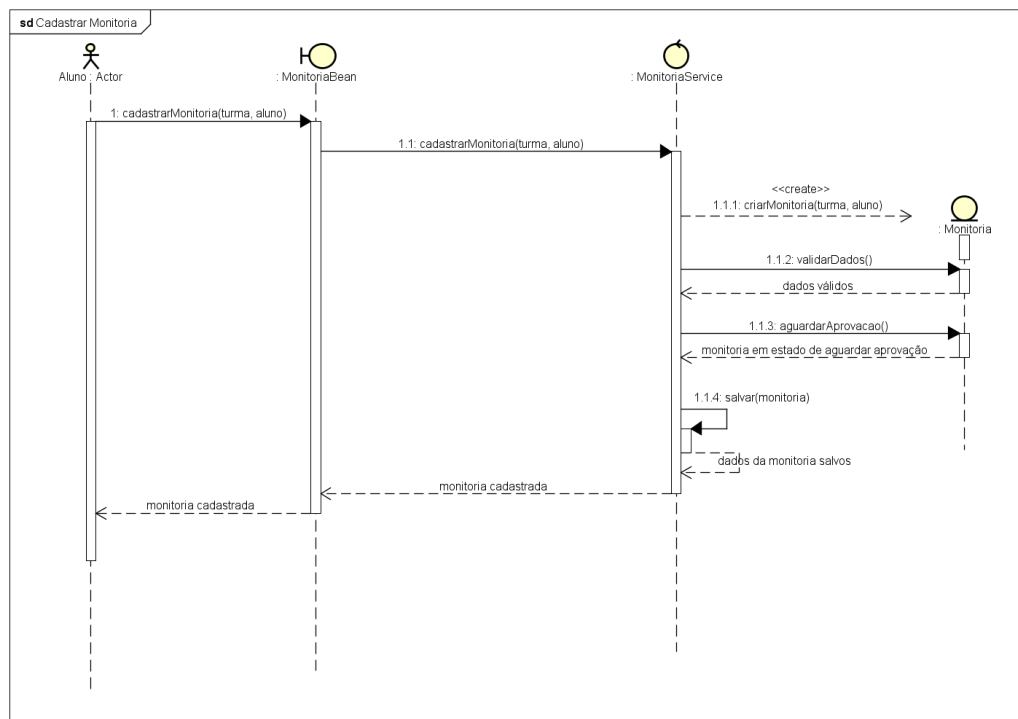 sd Cadastrar Monitoria
Aluno : Actor
: MonitoriaBean
: MonitoriaService
1: cadastrarMonitoria(turma, aluno)
1.1: cadastrarMonitoria(turma, aluno)
<<create>>
1.1.1: criarMonitoria(turma, aluno)
: Monitoria
1.1.2: validarDados()
dados válidos
1.1.3: aguardarAprovacao()
monitoria em estado de aguardar aprovação
1.1.4: salvar(monitoria)
dados da monitoria salvos
monitoria cadastrada
monitoria cadastrada